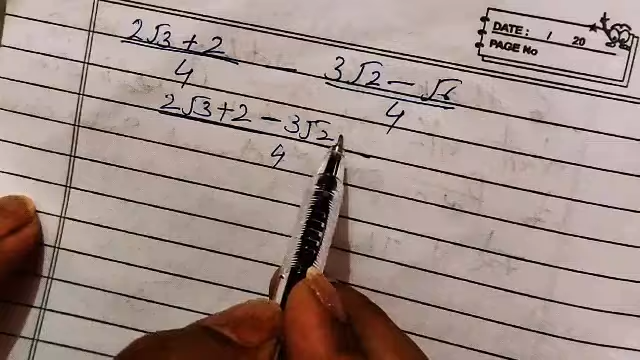 DATE: / 20
PAGE No
2√3 + 2 / 4 — 3√2 − √6 / 4
2√3 + 2 − 3√2 / 4